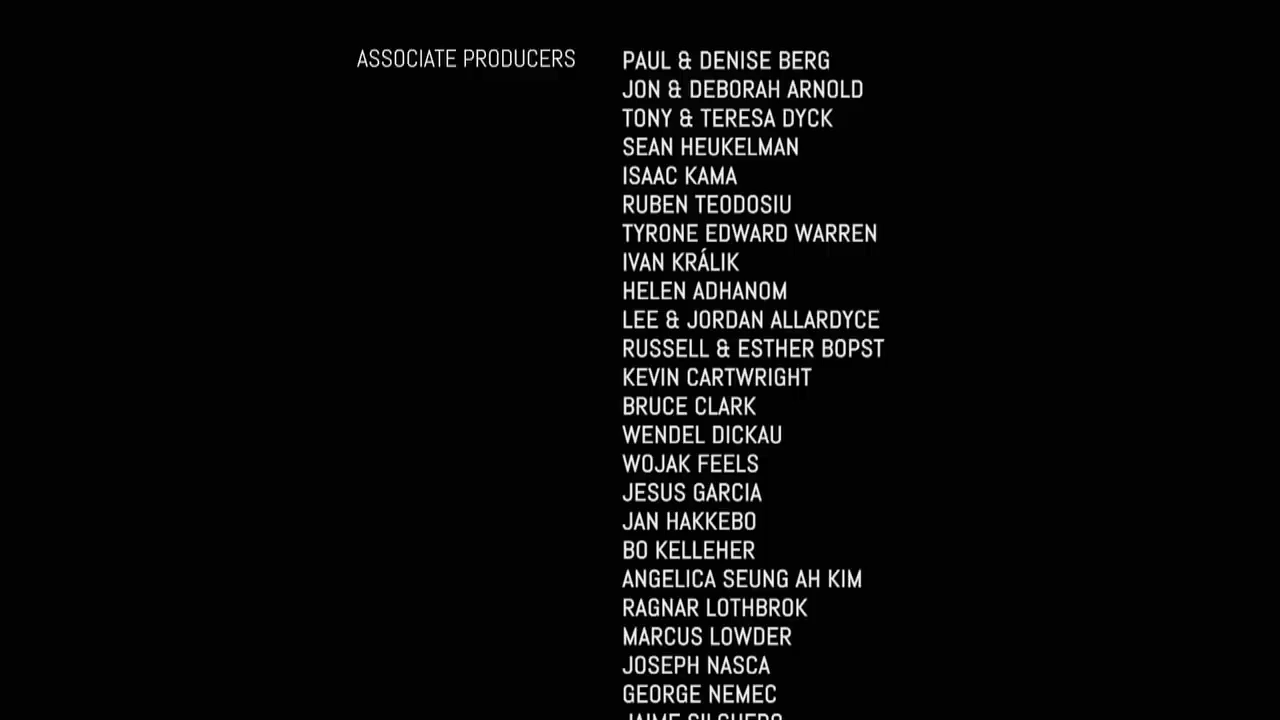 ASSOCIATE PRODUCERS PAUL & DENISE BERG
JON & DEBORAH ARNOLD
TONY & TERESA DYCK
SEAN HEUKELMAN
ISAAC KAMA
RUBEN TEODOSIU
TYRONE EDWARD WARREN
IVAN KRÁLIK
HELEN ADHANOM
LEE & JORDAN ALLARDYCE
RUSSELL & ESTHER BOPST
KEVIN CARTWRIGHT
BRUCE CLARK
WENDEL DICKAU
WOJAK FEELS
JESUS GARCIA
JAN HAKKEBO
BO KELLEHER
ANGELICA SEUNG AH KIM
RAGNAR LOTHBROK
MARCUS LOWDER
JOSEPH NASCA
GEORGE NEMEC
JAIME